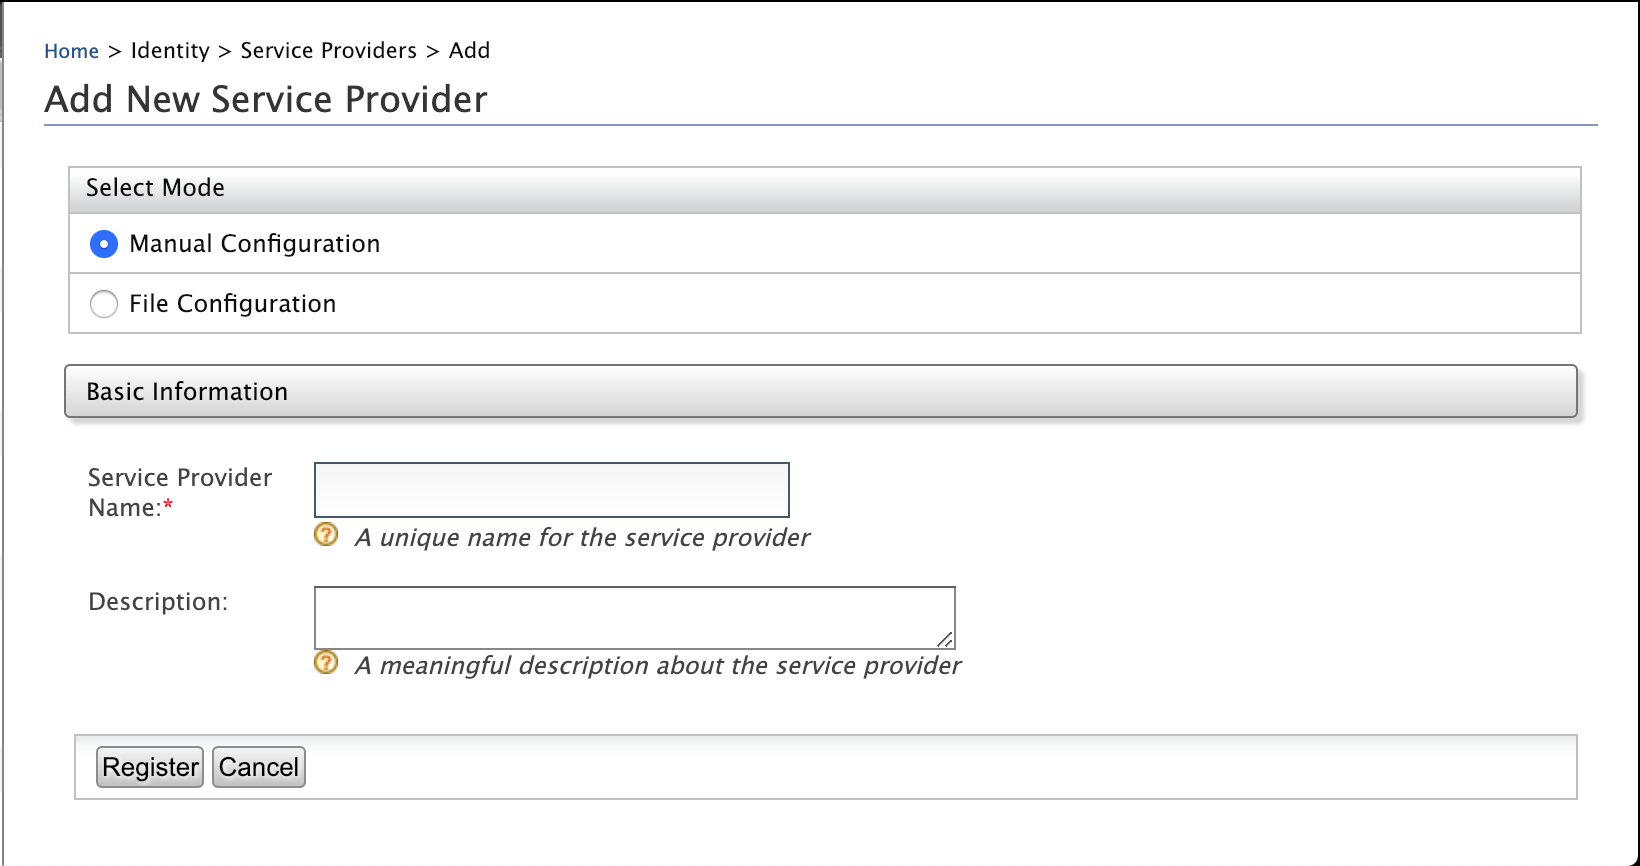 Home > Identity > Service Providers > Add
Add New Service Provider
Select Mode
Manual Configuration
File Configuration
Basic Information
Service Provider
Name:*
? A unique name for the service provider
Description:
? A meaningful description about the service provider
Register Cancel